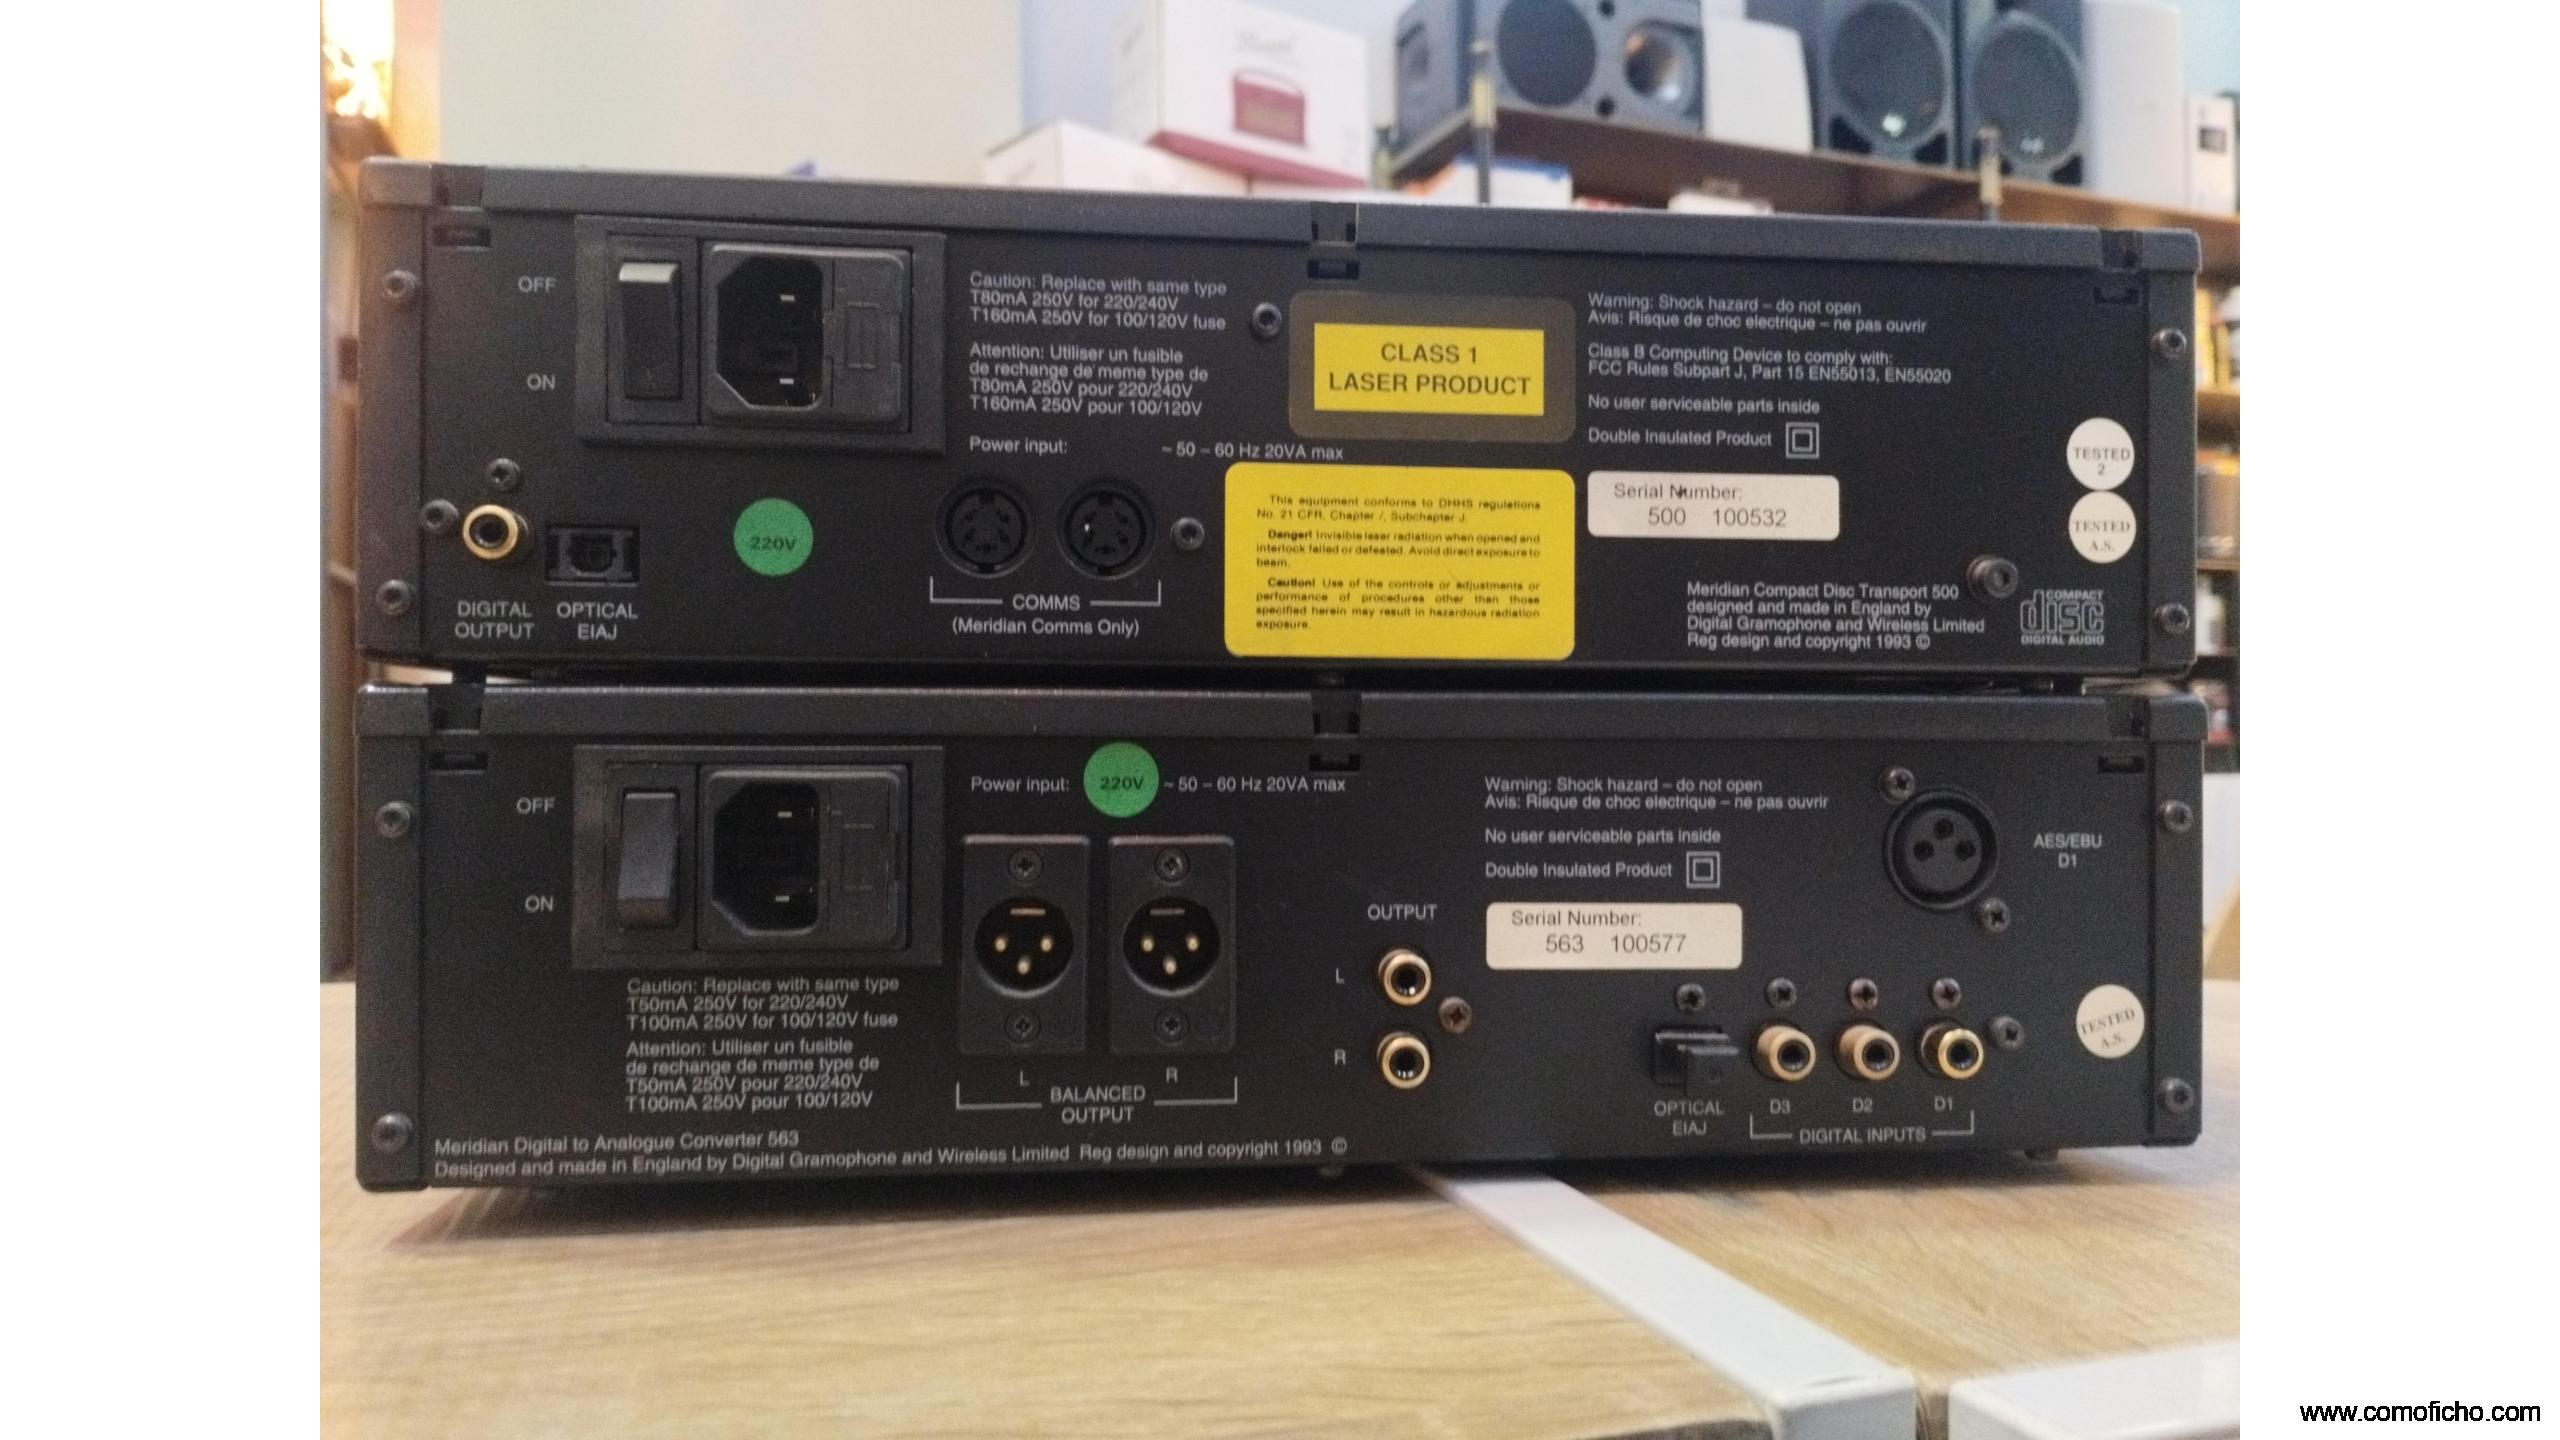 OFF
ON
Caution: Replace with same type
T80mA 250V for 220/240V
T160mA 250V for 100/120V fuse
Attention: Utiliser un fusible
de rechange de meme type de
T80mA 250V pour 220/240V
T160mA 250V pour 100/120V
Power input:
~ 50 – 60 Hz 20VA max
CLASS 1
LASER PRODUCT
Warning: Shock hazard – do not open
Avis: Risque de choc electrique – ne pas ouvrir
Class B Computing Device to comply with:
FCC Rules Subpart J, Part 15 EN55013, EN55020
No user serviceable parts inside
Double Insulated Product
TESTED
2
TESTED
A.S.
Serial Number:
500 100532
220V
This equipment conforms to DHHS regulations
No. 21 CFR, Chapter /, Subchapter J.
Danger! Invisible laser radiation when opened and
interlock failed or defeated. Avoid direct exposure to
beam.
Caution! Use of the controls or adjustments or
performance of procedures other than those
specified herein may result in hazardous radiation
exposure.
DIGITAL
OUTPUT
OPTICAL
EIAJ
COMMS
(Meridian Comms Only)
Meridian Compact Disc Transport 500
designed and made in England by
Digital Gramophone and Wireless Limited
Reg design and copyright 1993 ©
COMPACT
disc
DIGITAL AUDIO
OFF
ON
Power input:
220V
~ 50 – 60 Hz 20VA max
Warning: Shock hazard – do not open
Avis: Risque de choc electrique – ne pas ouvrir
No user serviceable parts inside
Double Insulated Product
AES/EBU
D1
Serial Number:
563 100577
OUTPUT
L
R
Caution: Replace with same type
T50mA 250V for 220/240V
T100mA 250V for 100/120V fuse
Attention: Utiliser un fusible
de rechange de meme type de
T50mA 250V pour 220/240V
T100mA 250V pour 100/120V
L
R
BALANCED
OUTPUT
TESTED
A.S.
OPTICAL
EIAJ
D3
D2
D1
DIGITAL INPUTS
Meridian Digital to Analogue Converter 563
Designed and made in England by Digital Gramophone and Wireless Limited Reg design and copyright 1993 ©
www.comoficho.com